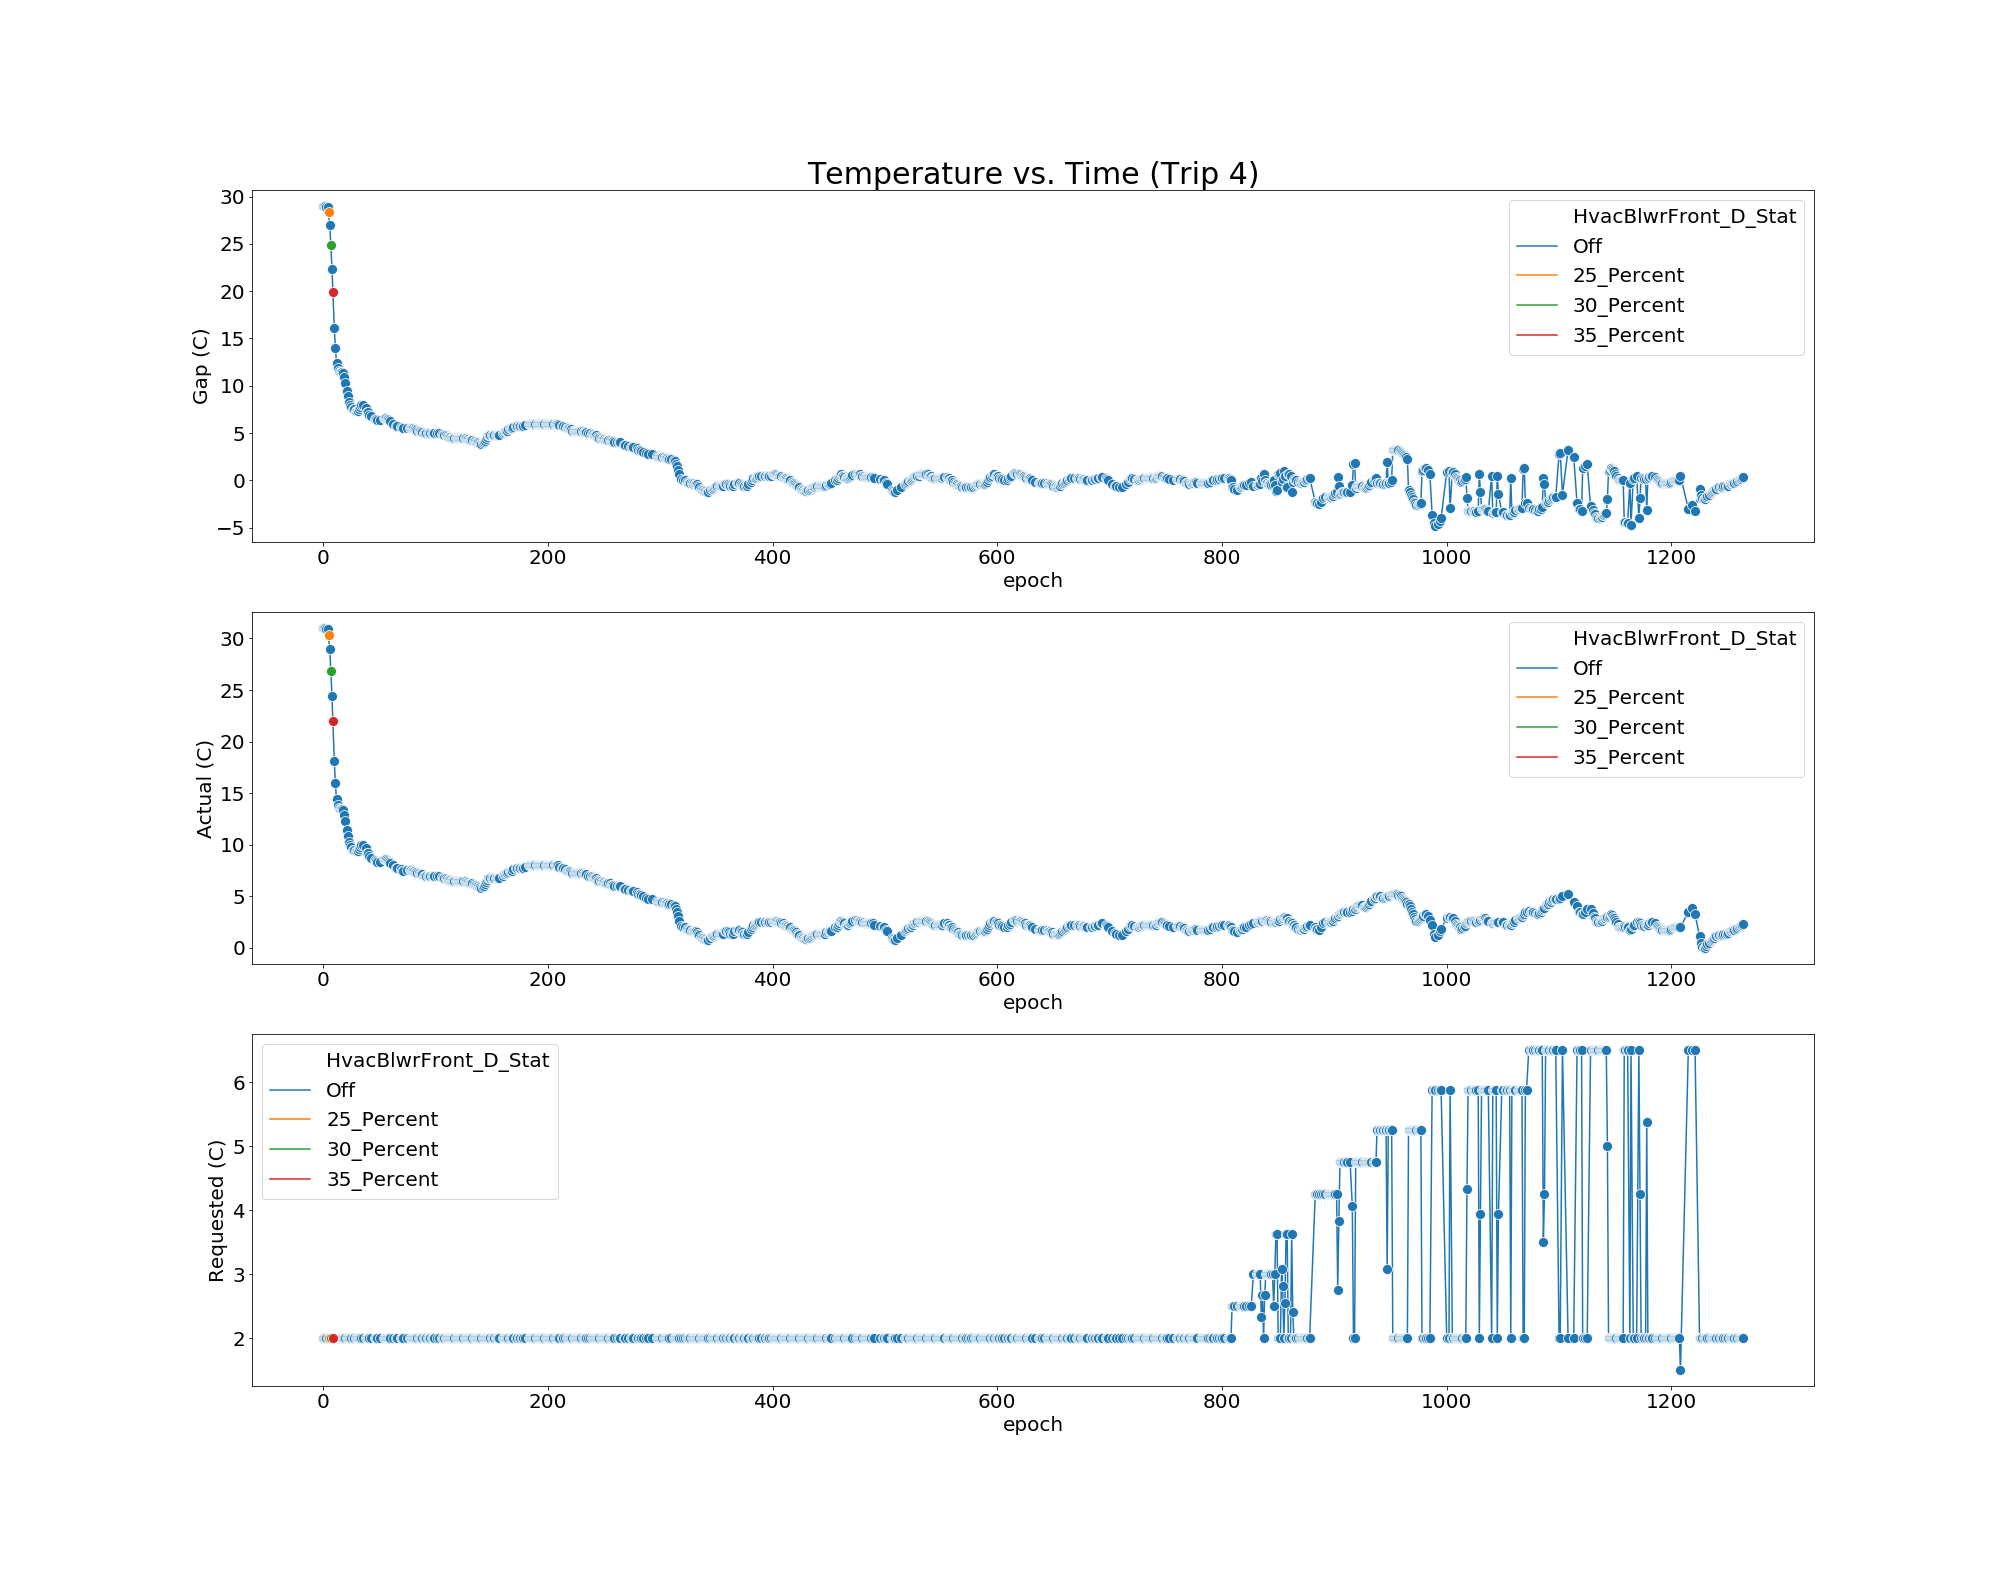 Temperature vs. Time (Trip 4)
30
25
20
15
10
5
0
−5
Gap (C)
HvacBlwrFront_D_Stat
Off
25_Percent
30_Percent
35_Percent
0 200 400 600 800 1000 1200
epoch
30
25
20
15
10
5
0
Actual (C)
HvacBlwrFront_D_Stat
Off
25_Percent
30_Percent
35_Percent
0 200 400 600 800 1000 1200
epoch
6
5
4
3
2
Requested (C)
HvacBlwrFront_D_Stat
Off
25_Percent
30_Percent
35_Percent
0 200 400 600 800 1000 1200
epoch